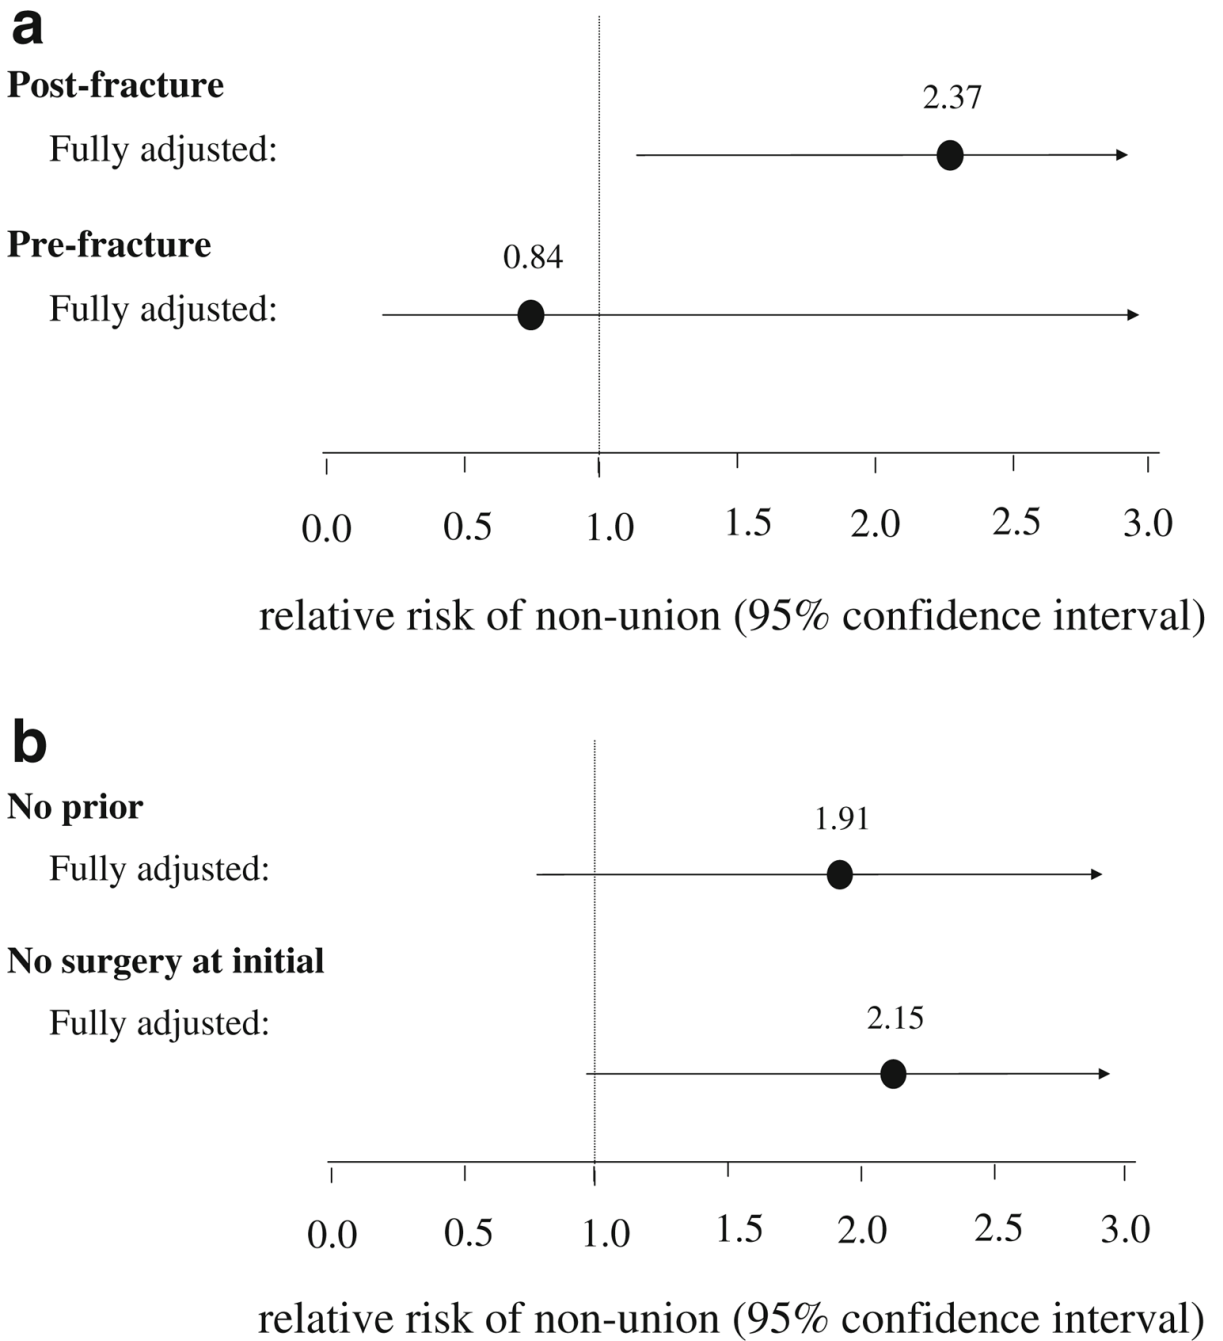 a
Post-fracture
2.37
Fully adjusted:
Pre-fracture
0.84
Fully adjusted:
0.0 0.5 1.0 1.5 2.0 2.5 3.0
relative risk of non-union (95% confidence interval)
b
No prior
1.91
Fully adjusted:
No surgery at initial
2.15
Fully adjusted:
0.0 0.5 1.0 1.5 2.0 2.5 3.0
relative risk of non-union (95% confidence interval)